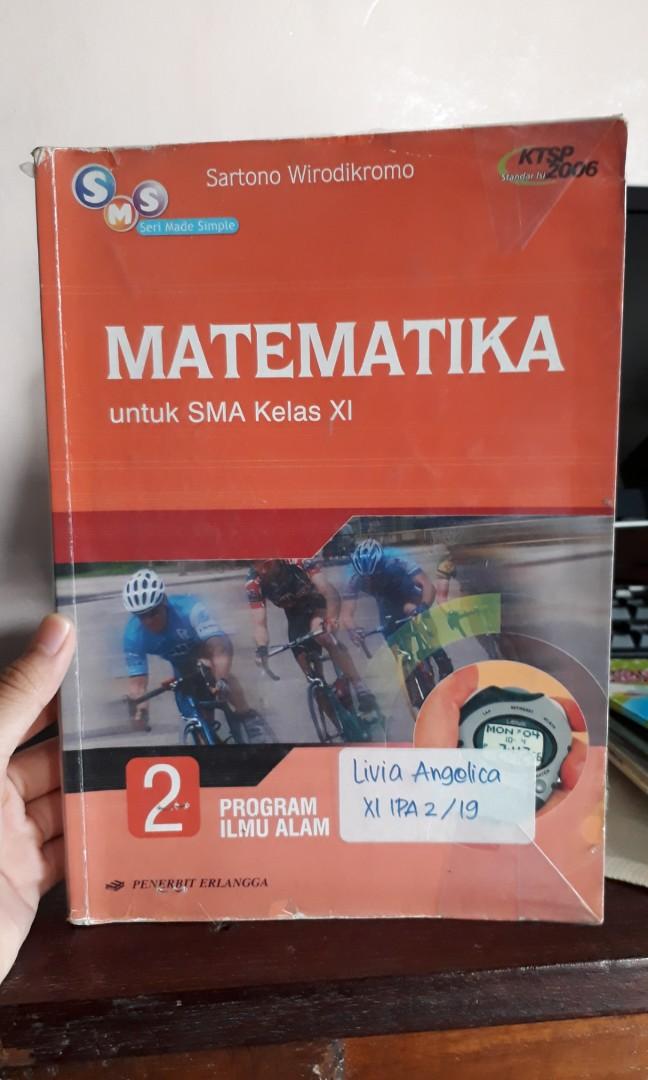 Sartono Wirodikromo
KTSP
Standar Isi 2006
SMS
Seri Made Simple
MATEMATIKA
untuk SMA Kelas XI
MON
04
2
PROGRAM
ILMU ALAM
Livia Angelica
XI IPA 2/19
PENERBIT ERLANGGA